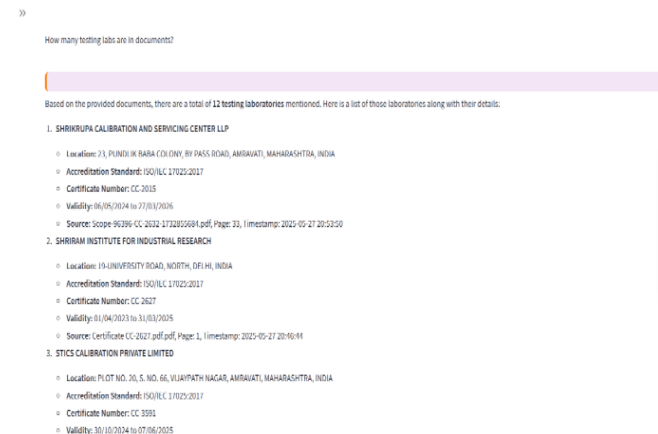 »
How many testing labs are in documents?
Based on the provided documents, there are a total of 12 testing laboratories mentioned. Here is a list of those laboratories along with their details:
1. SHRIKRUPA CALIBRATION AND SERVICING CENTER LLP
Location: 23, PUNDLIK BABA COLONY, BY PASS ROAD, AMRAVATI, MAHARASHTRA, INDIA
Accreditation Standard: ISO/IEC 17025:2017
Certificate Number: CC-2015
Validity: 06/05/2024 to 27/03/2026
Source: Scope-96396-CC-2632-1732855684.pdf, Page: 33, Timestamp: 2025-05-27 20:53:50
2. SHRIRAM INSTITUTE FOR INDUSTRIAL RESEARCH
Location: 19-UNIVERSITY ROAD, NORTH, DELHI, INDIA
Accreditation Standard: ISO/IEC 17025:2017
Certificate Number: CC-2627
Validity: 01/04/2023 to 31/03/2025
Source: Certificate CC-2627.pdf.pdf, Page: 1, Timestamp: 2025-05-27 20:46:44
3. STICS CALIBRATION PRIVATE LIMITED
Location: PLOT NO. 20, S. NO. 66, VIJAYPATH NAGAR, AMRAVATI, MAHARASHTRA, INDIA
Accreditation Standard: ISO/IEC 17025:2017
Certificate Number: CC-3591
Validity: 30/10/2024 to 07/06/2025